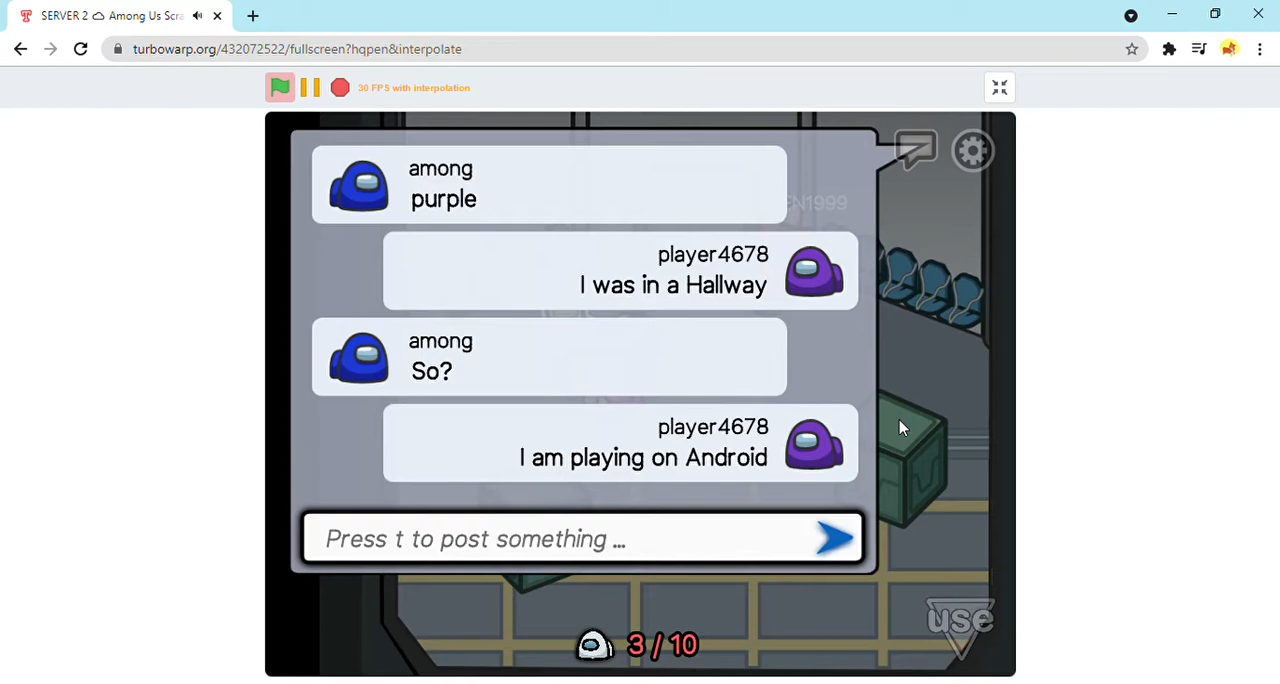 SERVER 2 Among Us Scra
turbowarp.org/432072522/fullscreen?hqpen&interpolate
30 FPS with interpolation
among
purple
EN1999
player4678
I was in a Hallway
among
So?
player4678
I am playing on Android
Press t to post something ...
use
3 / 10